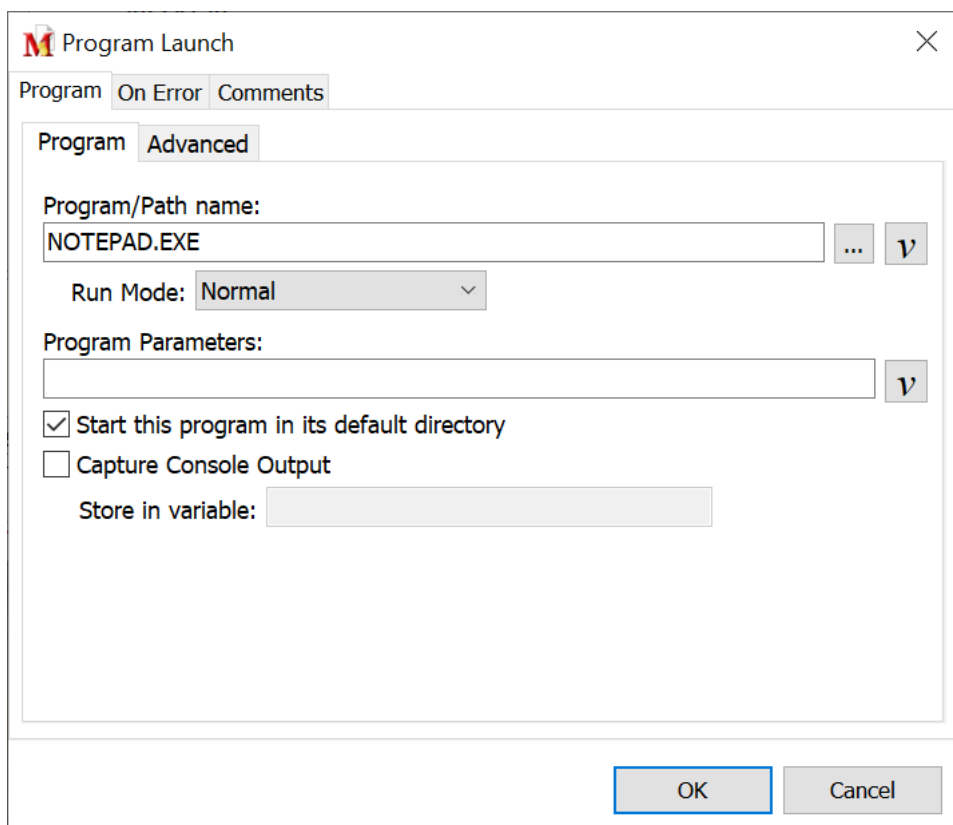 Program Launch
Program On Error Comments
Program Advanced
Program/Path name:
NOTEPAD.EXE ... v
Run Mode: Normal
Program Parameters:
v
Start this program in its default directory
Capture Console Output
Store in variable:
OK Cancel